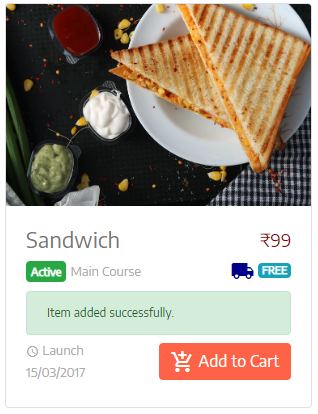 Sandwich ₹99
Active Main Course FREE
Item added successfully.
Launch
15/03/2017
Add to Cart